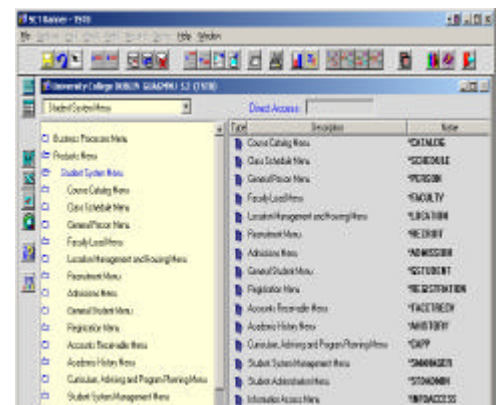 SCT Banner - 1978
Help Window
University College DUBLIN GUAGMNU 5.2 (1978)
Student System Menu
Direct Access:
Type Description Name
Business Processes Menu
Products Menu
Student System Menu
Course Catalog Menu
Class Schedule Menu
General Person Menu
Faculty Load Menu
Location Management and Housing Menu
Recruitment Menu
Admissions Menu
General Student Menu
Registration Menu
Accounts Receivable Menu
Academic History Menu
Curriculum, Advising and Program Planning Menu
Student System Management Menu
Course Catalog Menu *CATALOG
Class Schedule Menu *SCHEDULE
General Person Menu *PERSON
Faculty Load Menu *FACULTY
Location Management and Housing Menu *LOCATION
Recruitment Menu *RECRUIT
Admissions Menu *ADMISSION
General Student Menu *GSTUDENT
Registration Menu *REGISTRATION
Accounts Receivable Menu
Academic History Menu *AHISTORY
Curriculum, Advising and Program Planning Menu *CAPP
Student System Management Menu *SMANAGER
Student Administration Menu
Information Access Menu *INFOACCESS